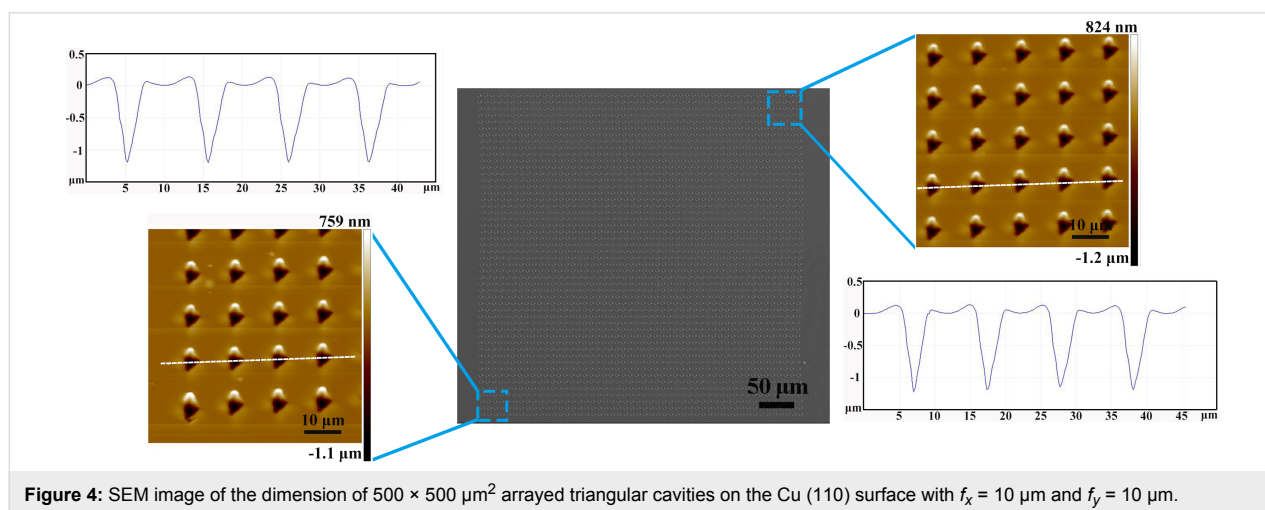 0.5
0
-0.5
-1
µm
5
10
15
20
25
30
35
40
µm
824 nm
10 µm
-1.2 µm
759 nm
10 µm
-1.1 µm
50 µm
0.5
0
-0.5
-1
µm
5
10
15
20
25
30
35
40
45
µm
Figure 4: SEM image of the dimension of 500 × 500 µm² arrayed triangular cavities on the Cu (110) surface with fx = 10 µm and fy = 10 µm.